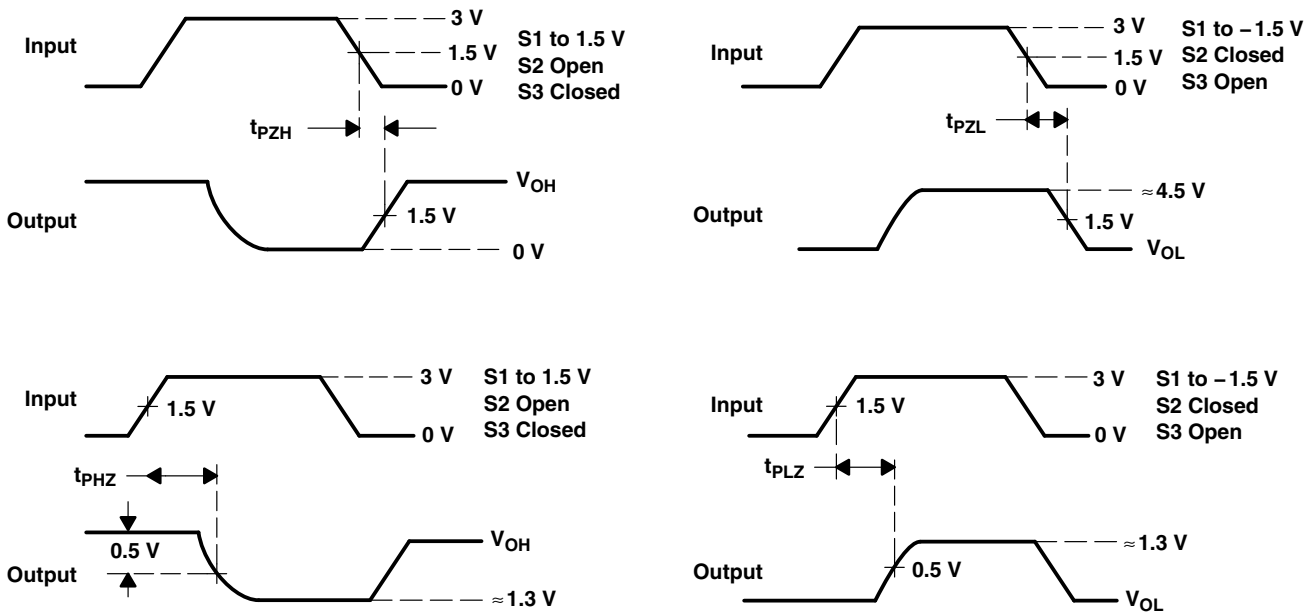 Input
3 V
1.5 V
0 V
S1 to 1.5 V
S2 Open
S3 Closed
tPZH
Output
VOH
1.5 V
0 V
Input
3 V
1.5 V
0 V
S1 to −1.5 V
S2 Closed
S3 Open
tPZL
Output
≈4.5 V
1.5 V
VOL
Input
1.5 V
3 V
0 V
S1 to 1.5 V
S2 Open
S3 Closed
tPHZ
Output
0.5 V
VOH
≈1.3 V
Input
1.5 V
3 V
0 V
S1 to −1.5 V
S2 Closed
S3 Open
tPLZ
Output
0.5 V
≈1.3 V
VOL